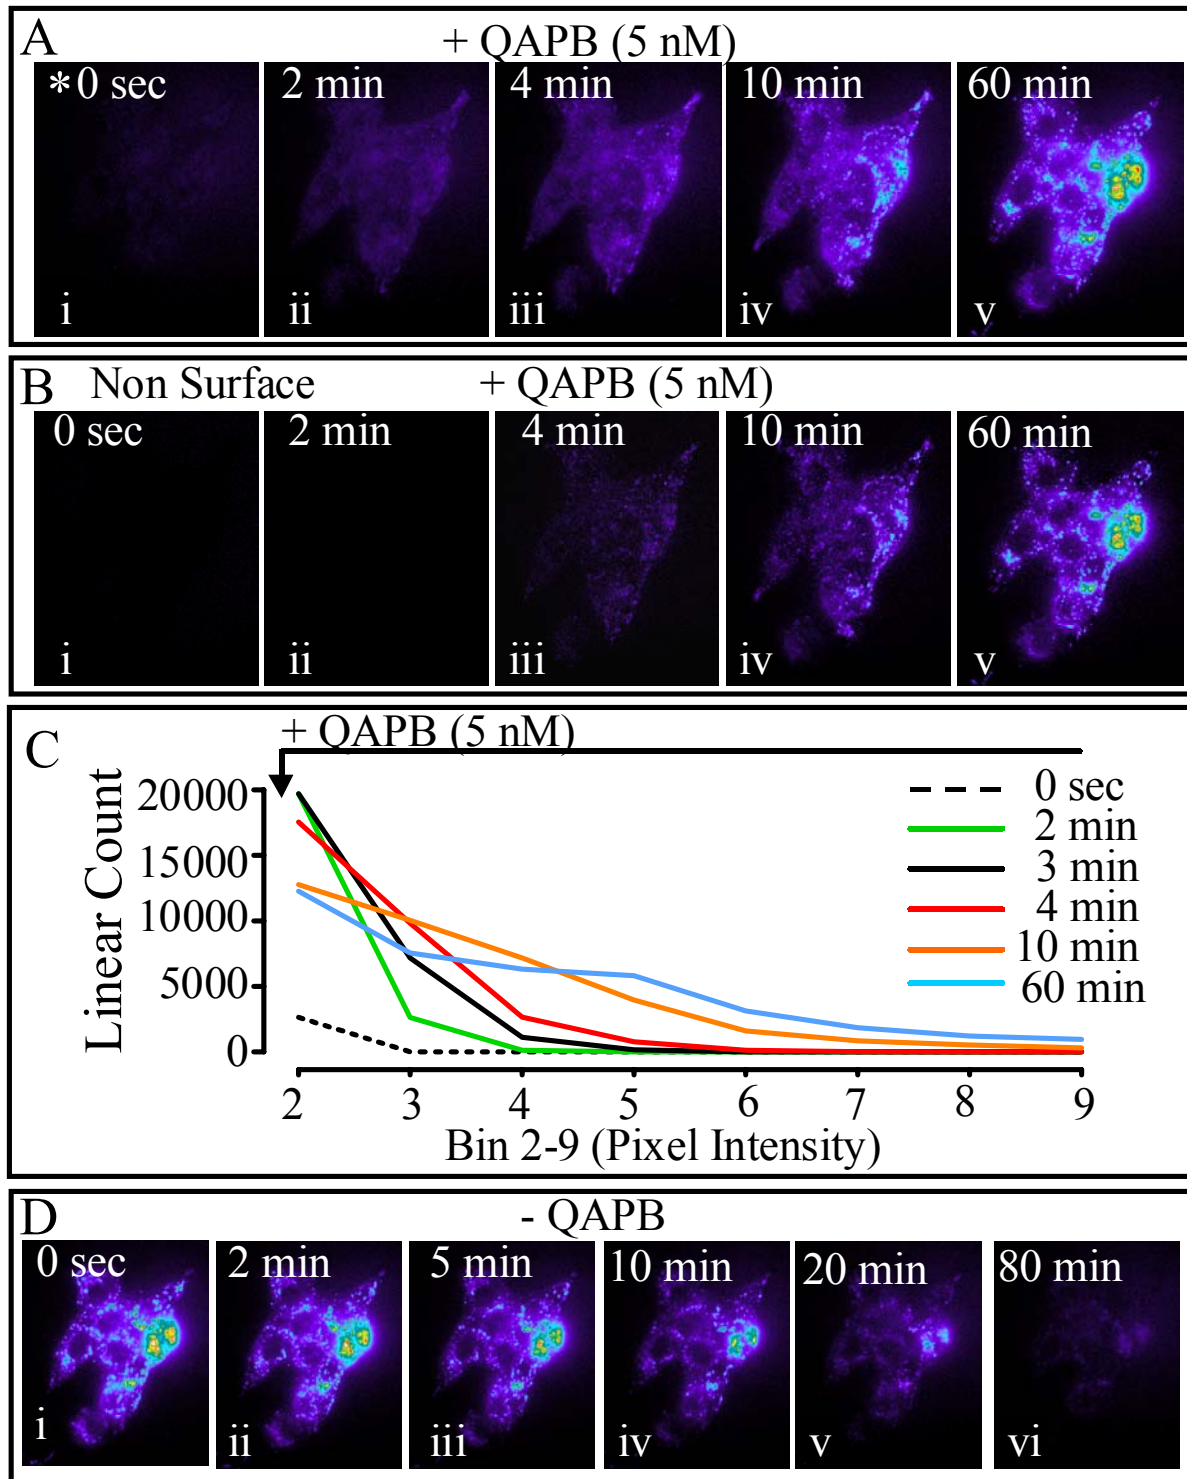 A
+ QAPB (5 nM)
*0 sec 2 min 4 min 10 min 60 min
i ii iii iv v
B Non Surface + QAPB (5 nM)
0 sec 2 min 4 min 10 min 60 min
i ii iii iv v
C
+ QAPB (5 nM)
Linear Count
20000
15000
10000
5000
0
0 sec
2 min
3 min
4 min
10 min
60 min
2 3 4 5 6 7 8 9
Bin 2-9 (Pixel Intensity)
D - QAPB
0 sec 2 min 5 min 10 min 20 min 80 min
i ii iii iv v vi